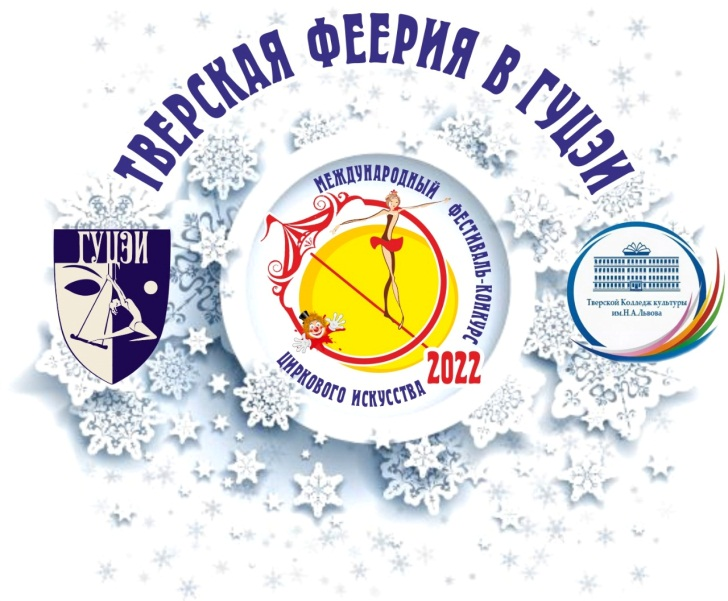 ТВЕРСКАЯ ФЕЕРИЯ В ГУЦЭИ
ГУЦЭИ
МЕЖДУНАРОДНЫЙ ФЕСТИВАЛЬ-КОНКУРС
ЦИРКОВОГО ИСКУССТВА
2022
Тверской Колледж культуры
им.Н.А.Львова